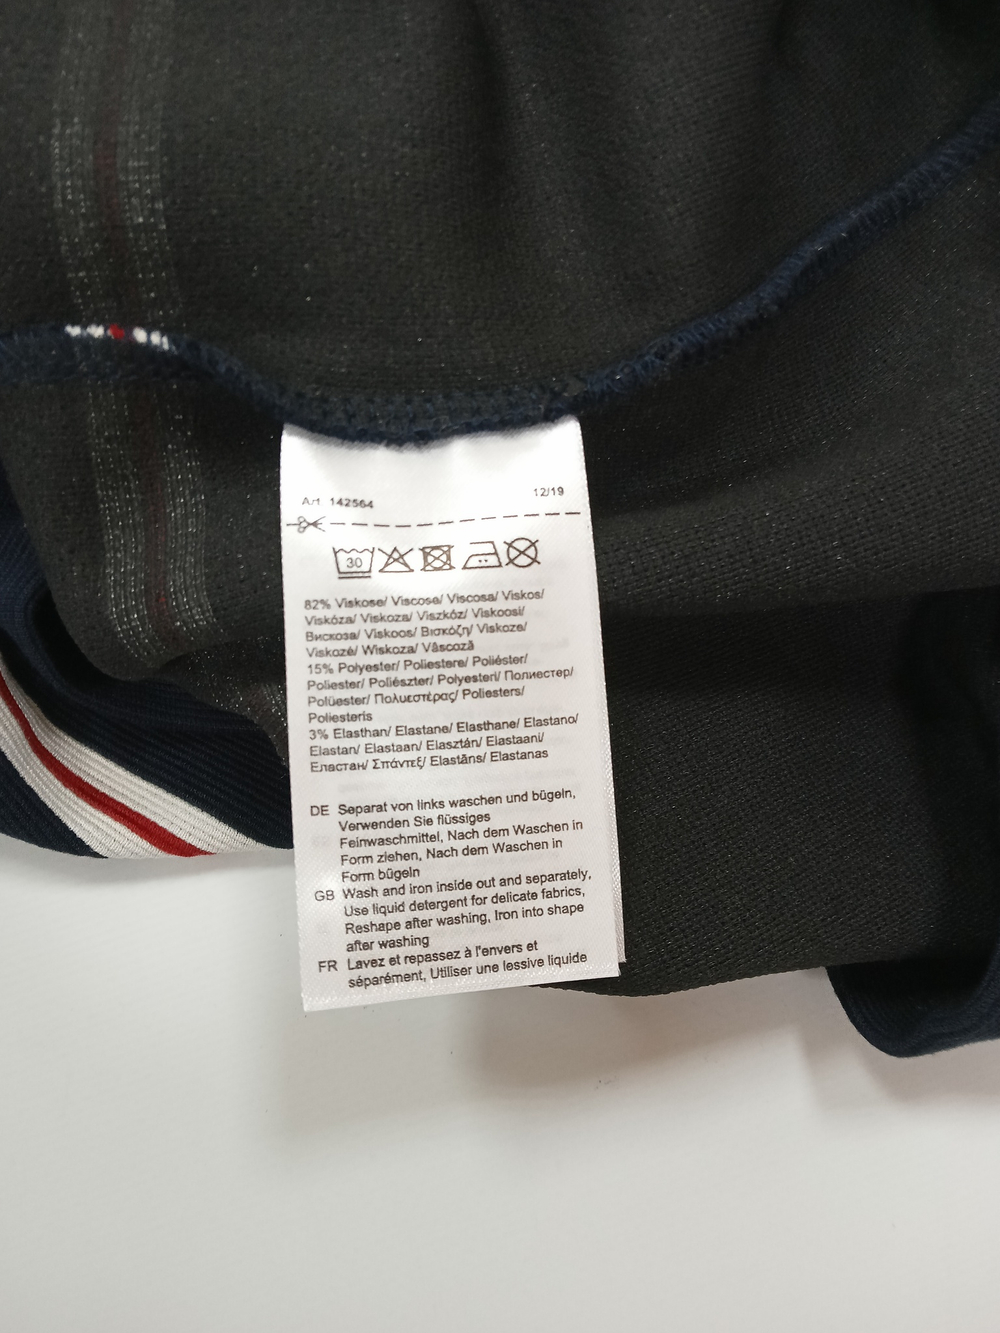 Art. 142564 12/19
30
82% Viskose/ Viscose/ Viscosa/ Viskos/
Viskóza/ Viskoza/ Viszkóz/ Viskoosi/
Вискоза/ Viskoos/ Βισκόζη/ Viskoze/
Viskozé/ Wiskoza/ Vâscoză
15% Polyester/ Poliestere/ Poliéster/
Poliester/ Poliészter/ Polyesteri/ Полиестер/
Polüester/ Πολυεστέρας/ Poliesters/
Poliesteris
3% Elasthan/ Elastane/ Elasthane/ Elastano/
Elastan/ Elastaan/ Elasztán/ Elastaani/
Еластан/ Σπάντεξ/ Elastāns/ Elastanas
DE Separat von links waschen und bügeln,
Verwenden Sie flüssiges
Feinwaschmittel, Nach dem Waschen in
Form ziehen, Nach dem Waschen in
Form bügeln
GB Wash and iron inside out and separately,
Use liquid detergent for delicate fabrics,
Reshape after washing, Iron into shape
after washing
FR Lavez et repassez à l'envers et
séparément, Utiliser une lessive liquide